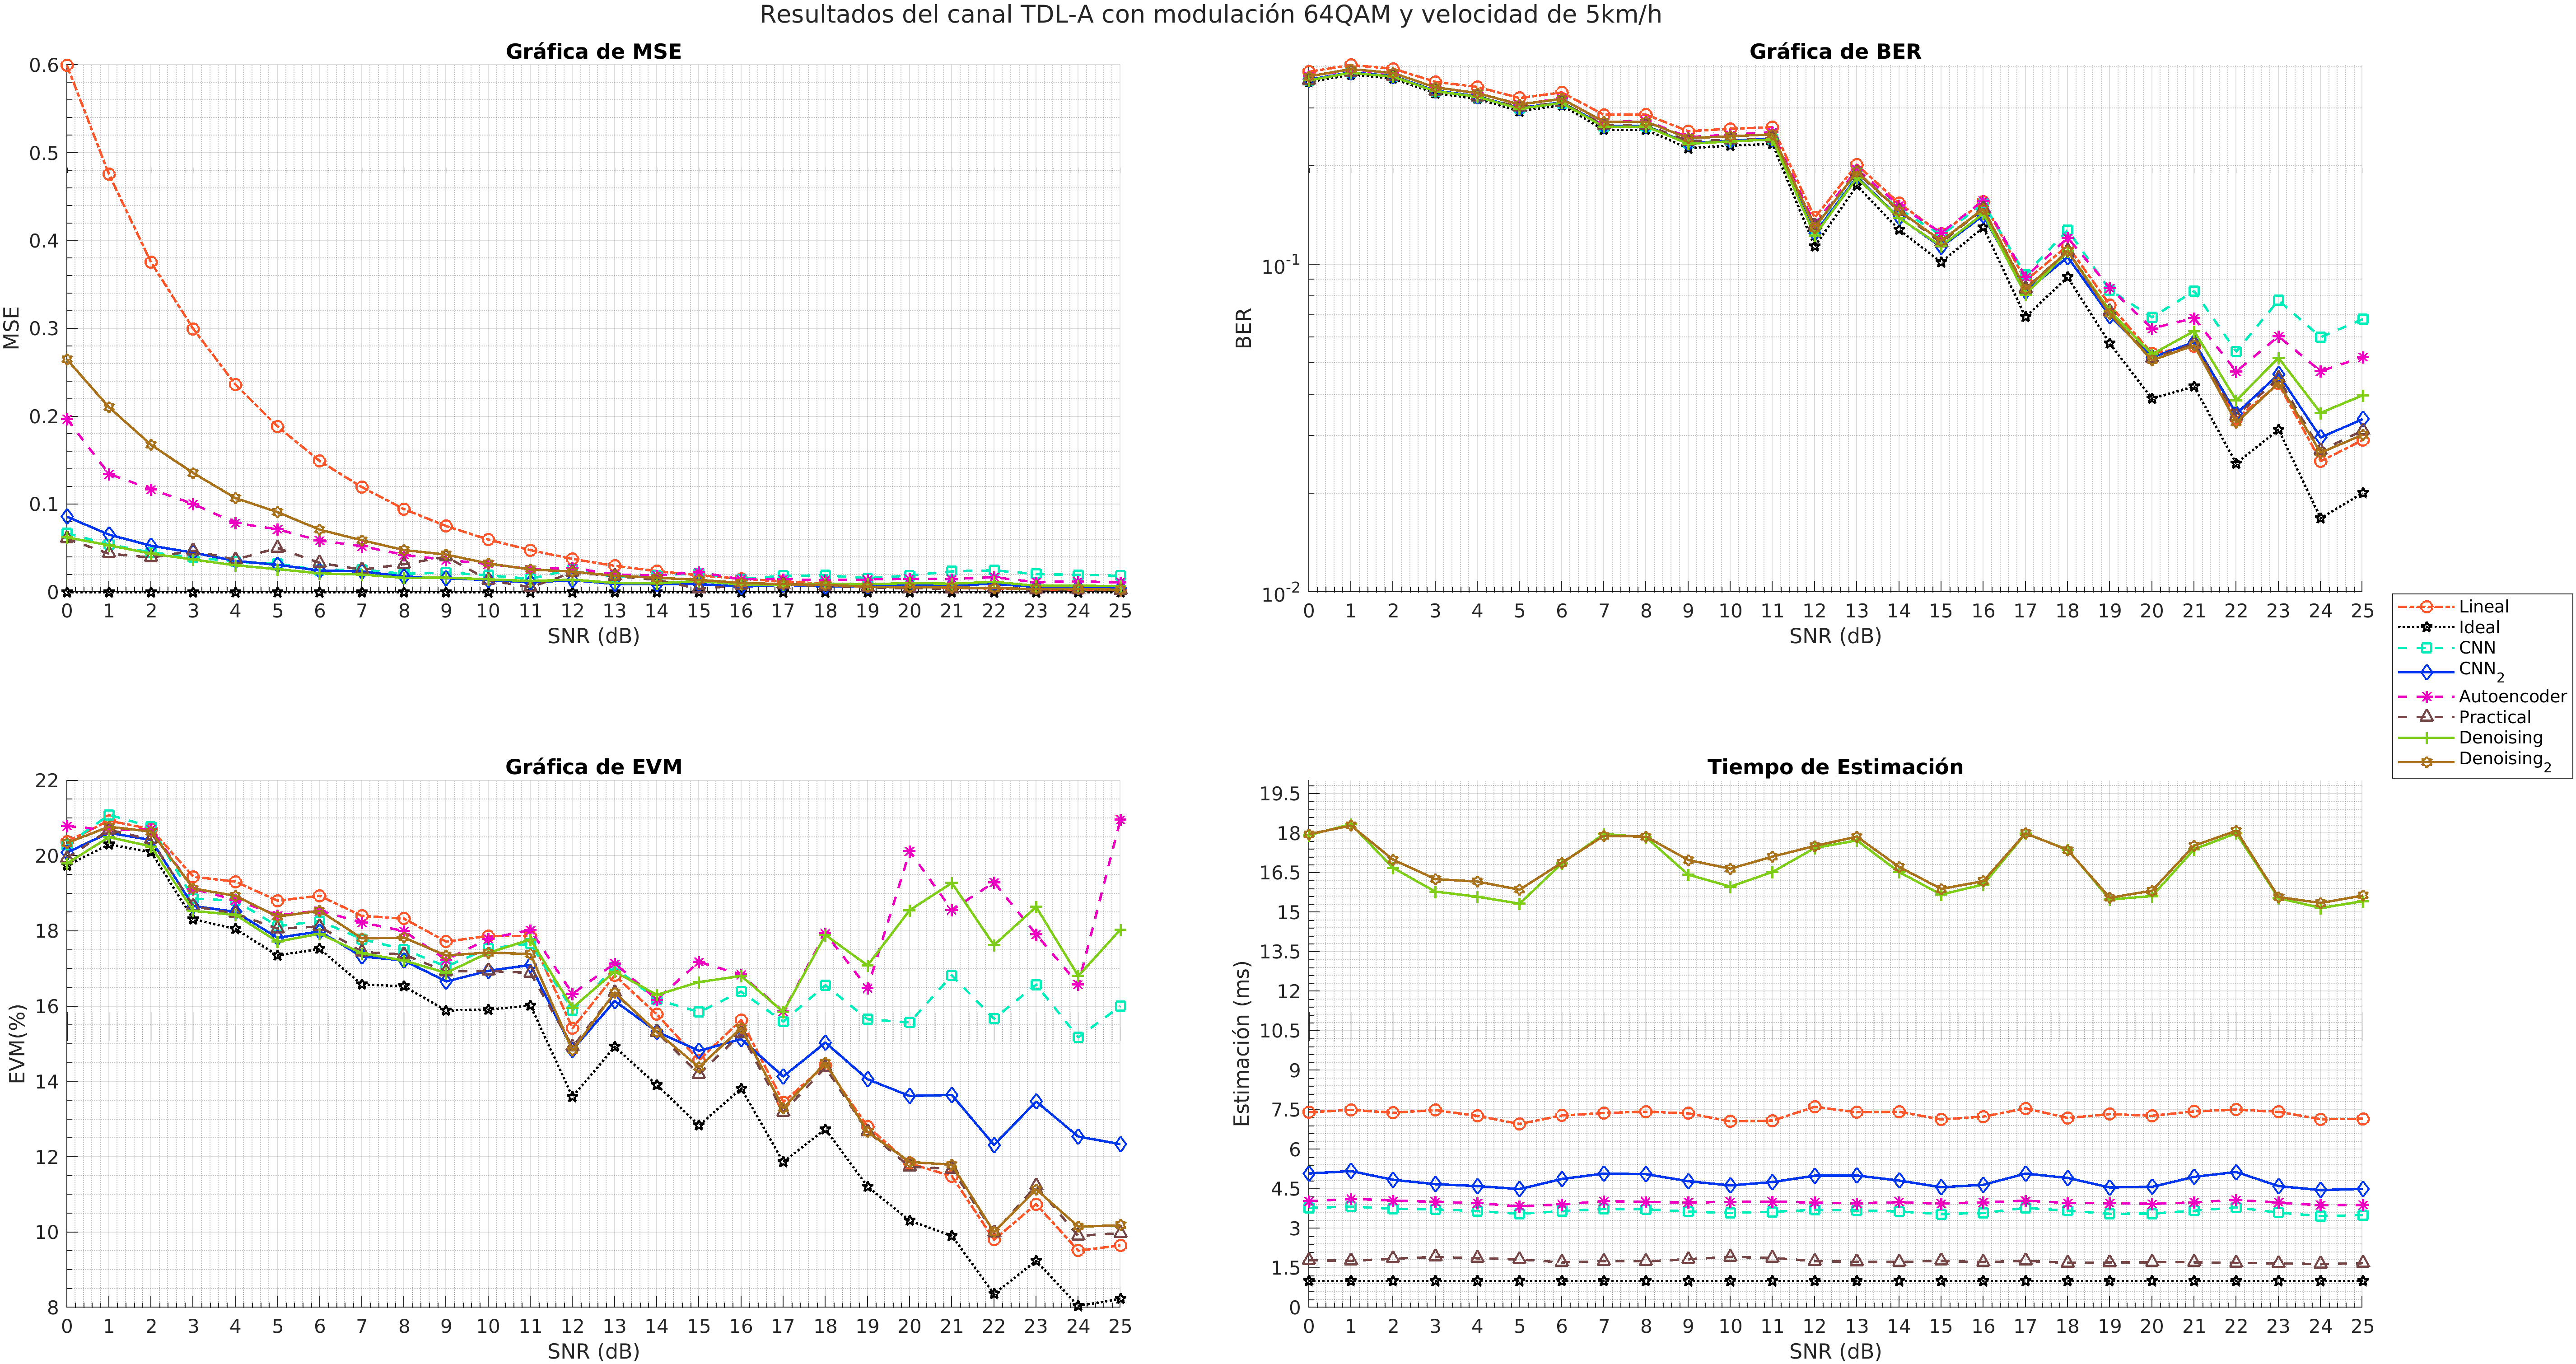 Resultados del canal TDL-A con modulación 64QAM y velocidad de 5km/h
Gráfica de MSE
0.6
0.5
0.4
0.3
0.2
0.1
0
MSE
0 1 2 3 4 5 6 7 8 9 10 11 12 13 14 15 16 17 18 19 20 21 22 23 24 25
SNR (dB)
Gráfica de BER
10-1
10-2
BER
0 1 2 3 4 5 6 7 8 9 10 11 12 13 14 15 16 17 18 19 20 21 22 23 24 25
SNR (dB)
Lineal
Ideal
CNN
CNN2
Autoencoder
Practical
Denoising
Denoising2
Gráfica de EVM
22
20
18
16
14
12
10
8
EVM(%)
0 1 2 3 4 5 6 7 8 9 10 11 12 13 14 15 16 17 18 19 20 21 22 23 24 25
SNR (dB)
Tiempo de Estimación
19.5
18
16.5
15
13.5
12
10.5
9
7.5
6
4.5
3
1.5
0
Estimación (ms)
0 1 2 3 4 5 6 7 8 9 10 11 12 13 14 15 16 17 18 19 20 21 22 23 24 25
SNR (dB)